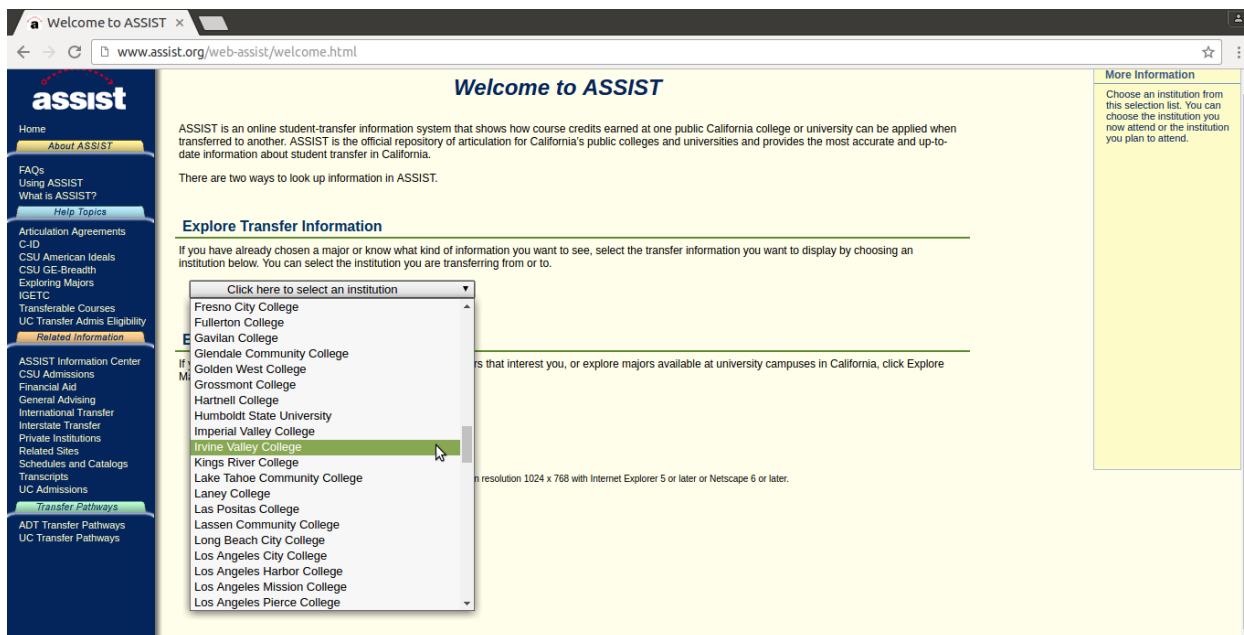 Welcome to ASSIST
www.assist.org/web-assist/welcome.html
assist
Home
About ASSIST
FAQs
Using ASSIST
What is ASSIST?
Help Topics
Articulation Agreements
C-ID
CSU American Ideals
CSU GE-Breadth
Exploring Majors
IGETC
Transferable Courses
UC Transfer Admis Eligibility
Related Information
ASSIST Information Center
CSU Admissions
Financial Aid
General Advising
International Transfer
Interstate Transfer
Private Institutions
Related Sites
Schedules and Catalogs
Transcripts
UC Admissions
Transfer Pathways
ADT Transfer Pathways
UC Transfer Pathways
Welcome to ASSIST
ASSIST is an online student-transfer information system that shows how course credits earned at one public California college or university can be applied when
transferred to another. ASSIST is the official repository of articulation for California's public colleges and universities and provides the most accurate and up-to-
date information about student transfer in California.
There are two ways to look up information in ASSIST.
Explore Transfer Information
If you have already chosen a major or know what kind of information you want to see, select the transfer information you want to display by choosing an
institution below. You can select the institution you are transferring from or to.
Click here to select an institution
Fresno City College
Fullerton College
Gavilan College
Glendale Community College
Golden West College
Grossmont College
Hartnell College
Humboldt State University
Imperial Valley College
Irvine Valley College
Kings River College
Lake Tahoe Community College
Laney College
Las Positas College
Lassen Community College
Long Beach City College
Los Angeles City College
Los Angeles Harbor College
Los Angeles Mission College
Los Angeles Pierce College
that interest you, or explore majors available at university campuses in California, click Explore
resolution 1024 x 768 with Internet Explorer 5 or later or Netscape 6 or later.
More Information
Choose an institution from
this selection list. You can
choose the institution you
now attend or the institution
you plan to attend.